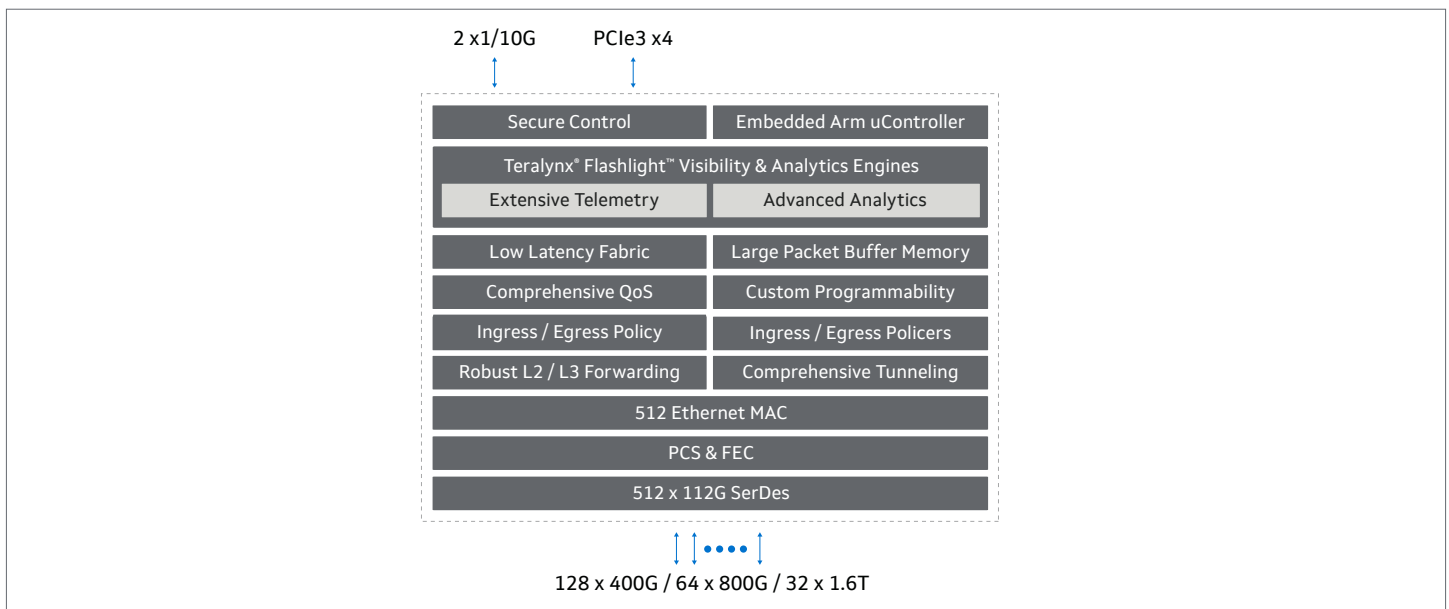 2 x1/10G PCIe3 x4
Secure Control Embedded Arm uController
Teralynx® Flashlight™ Visibility & Analytics Engines
Extensive Telemetry Advanced Analytics
Low Latency Fabric Large Packet Buffer Memory
Comprehensive QoS Custom Programmability
Ingress / Egress Policy Ingress / Egress Policers
Robust L2 / L3 Forwarding Comprehensive Tunneling
512 Ethernet MAC
PCS & FEC
512 x 112G SerDes
128 x 400G / 64 x 800G / 32 x 1.6T